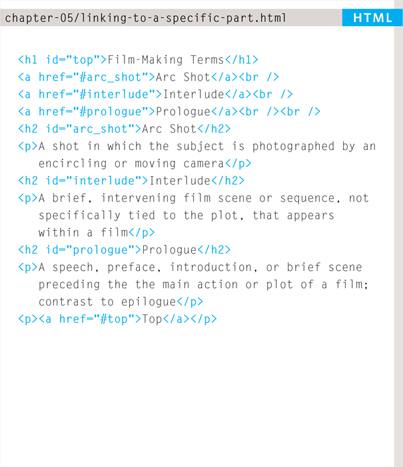 chapter-05/linking-to-a-specific-part.html HTML
<h1 id="top">Film-Making Terms</h1>
<a href="#arc_shot">Arc Shot</a><br />
<a href="#interlude">Interlude</a><br />
<a href="#prologue">Prologue</a><br /><br />
<h2 id="arc_shot">Arc Shot</h2>
<p>A shot in which the subject is photographed by an
encircling or moving camera</p>
<h2 id="interlude">Interlude</h2>
<p>A brief, intervening film scene or sequence, not
specifically tied to the plot, that appears
within a film</p>
<h2 id="prologue">Prologue</h2>
<p>A speech, preface, introduction, or brief scene
preceding the the main action or plot of a film;
contrast to epilogue</p>
<p><a href="#top">Top</a></p>